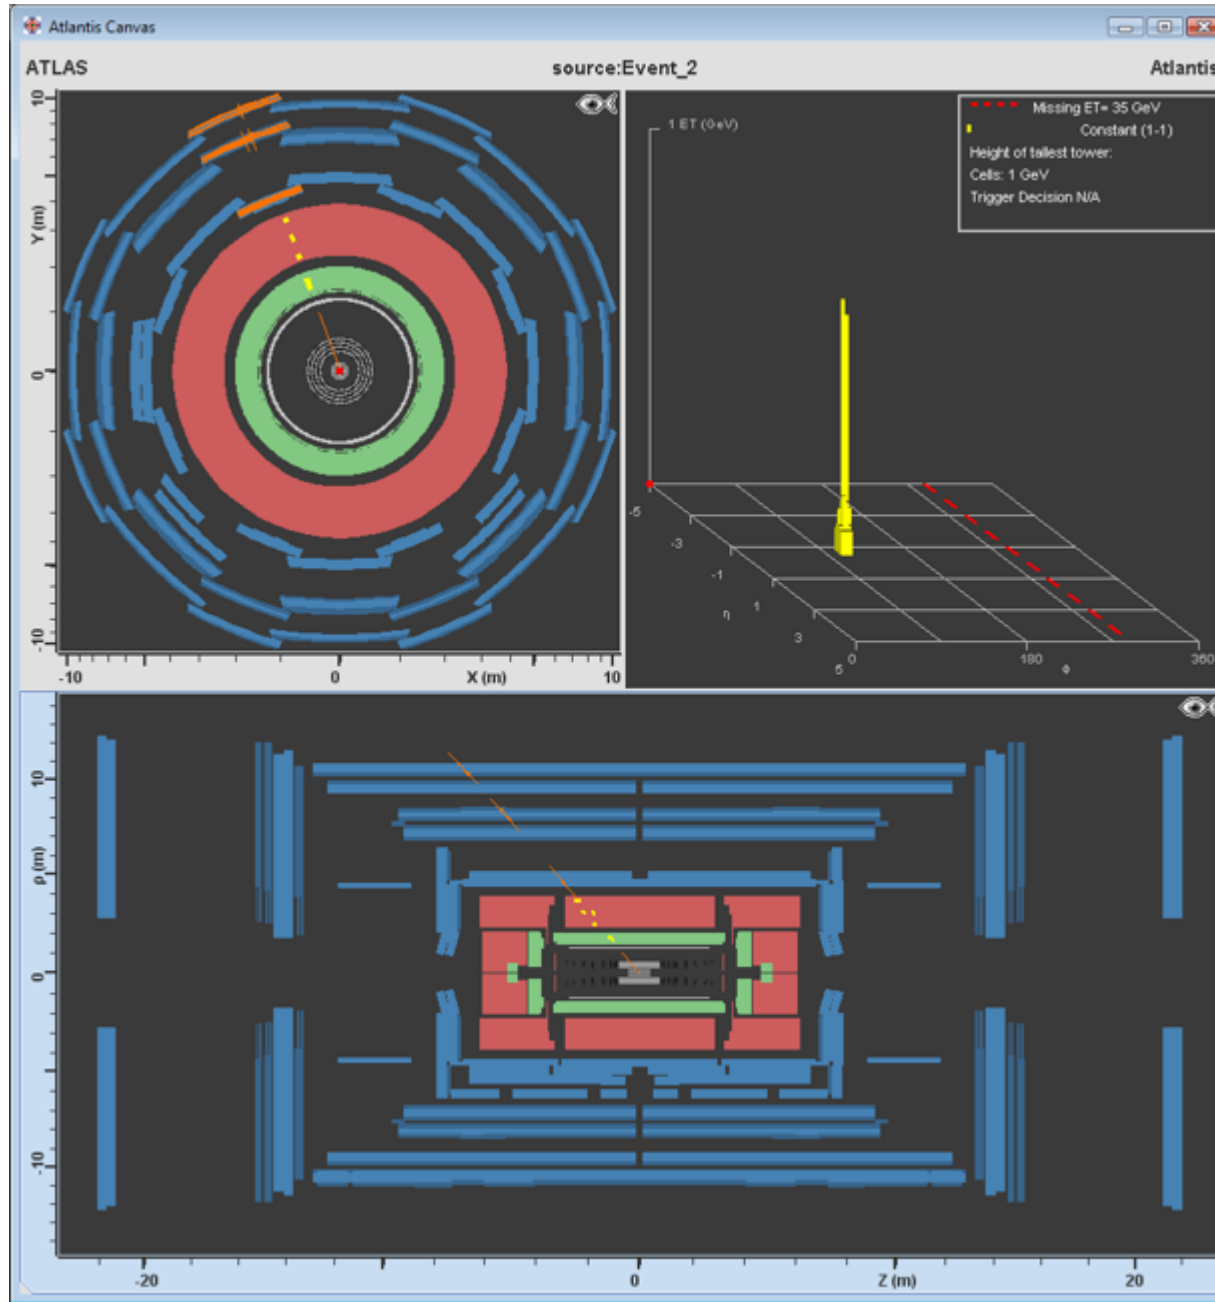 Atlantis Canvas
ATLAS source:Event_2 Atlantis
10
Y (m)
0
-10
-10 0 X (m) 10
1 ET (GeV)
Missing ET= 35 GeV
Constant (1-1)
Height of tallest tower:
Cells: 1 GeV
Trigger Decision N/A
-5
-3
-1
η 1
3
5 0 180 Φ 360
10
ρ (m)
0
-10
-20 0 Z (m) 20